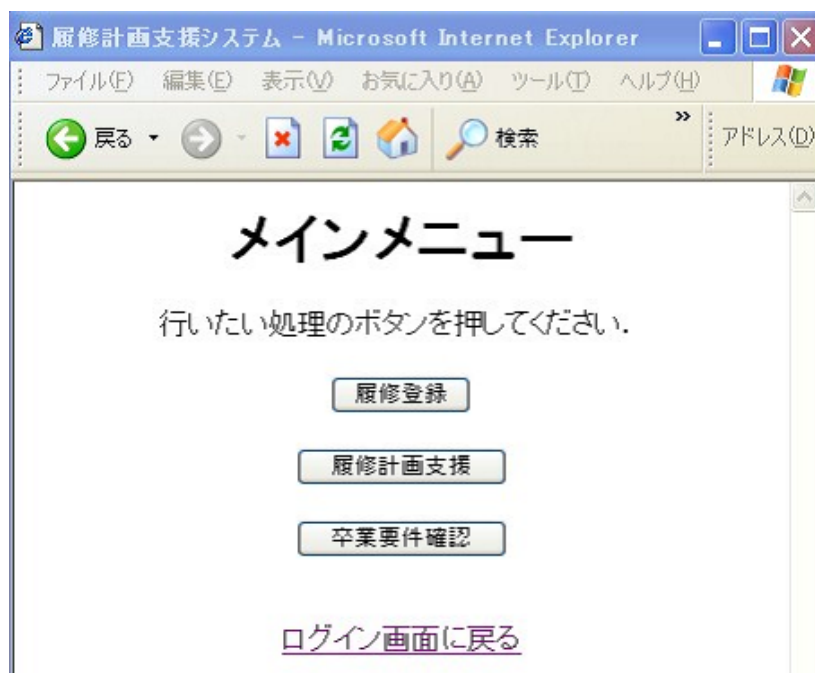 履修計画支援システム - Microsoft Internet Explorer
ファイル(F) 編集(E) 表示(V) お気に入り(A) ツール(T) ヘルプ(H)
戻る 検索 » アドレス(D)
メインメニュー
行いたい処理のボタンを押してください.
履修登録
履修計画支援
卒業要件確認
ログイン画面に戻る